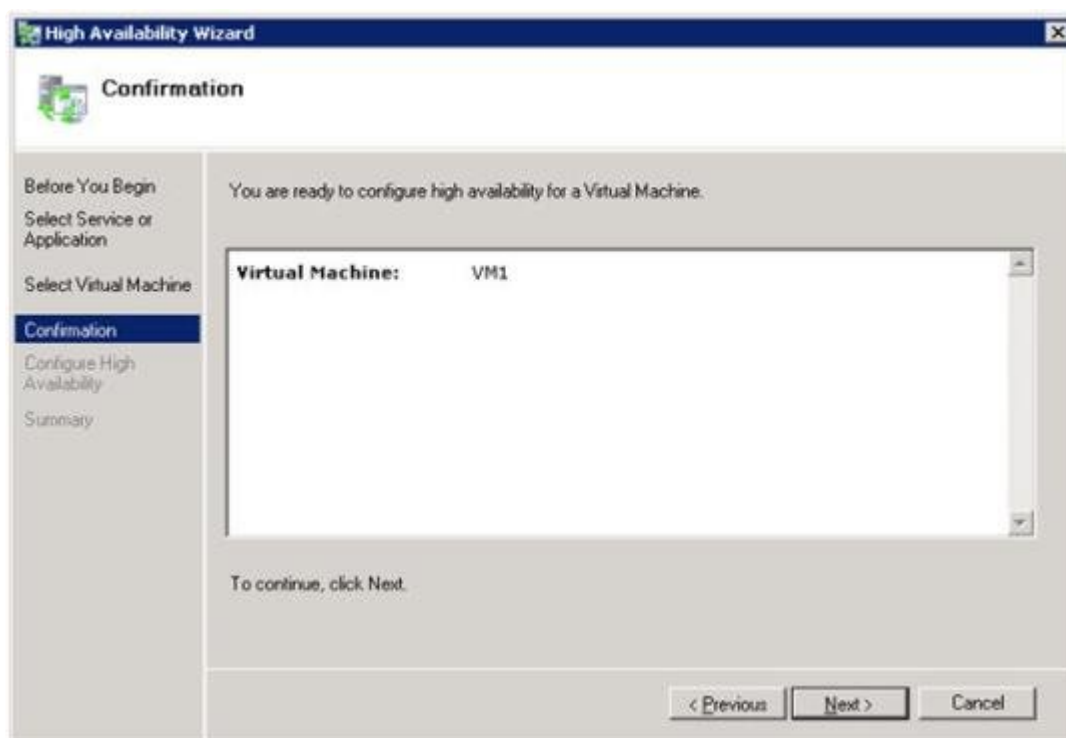 High Availability Wizard
Confirmation
Before You Begin
Select Service or
Application
Select Virtual Machine
Confirmation
Configure High
Availability
Summary
You are ready to configure high availability for a Virtual Machine.
Virtual Machine: VM1
To continue, click Next.
< Previous
Next >
Cancel